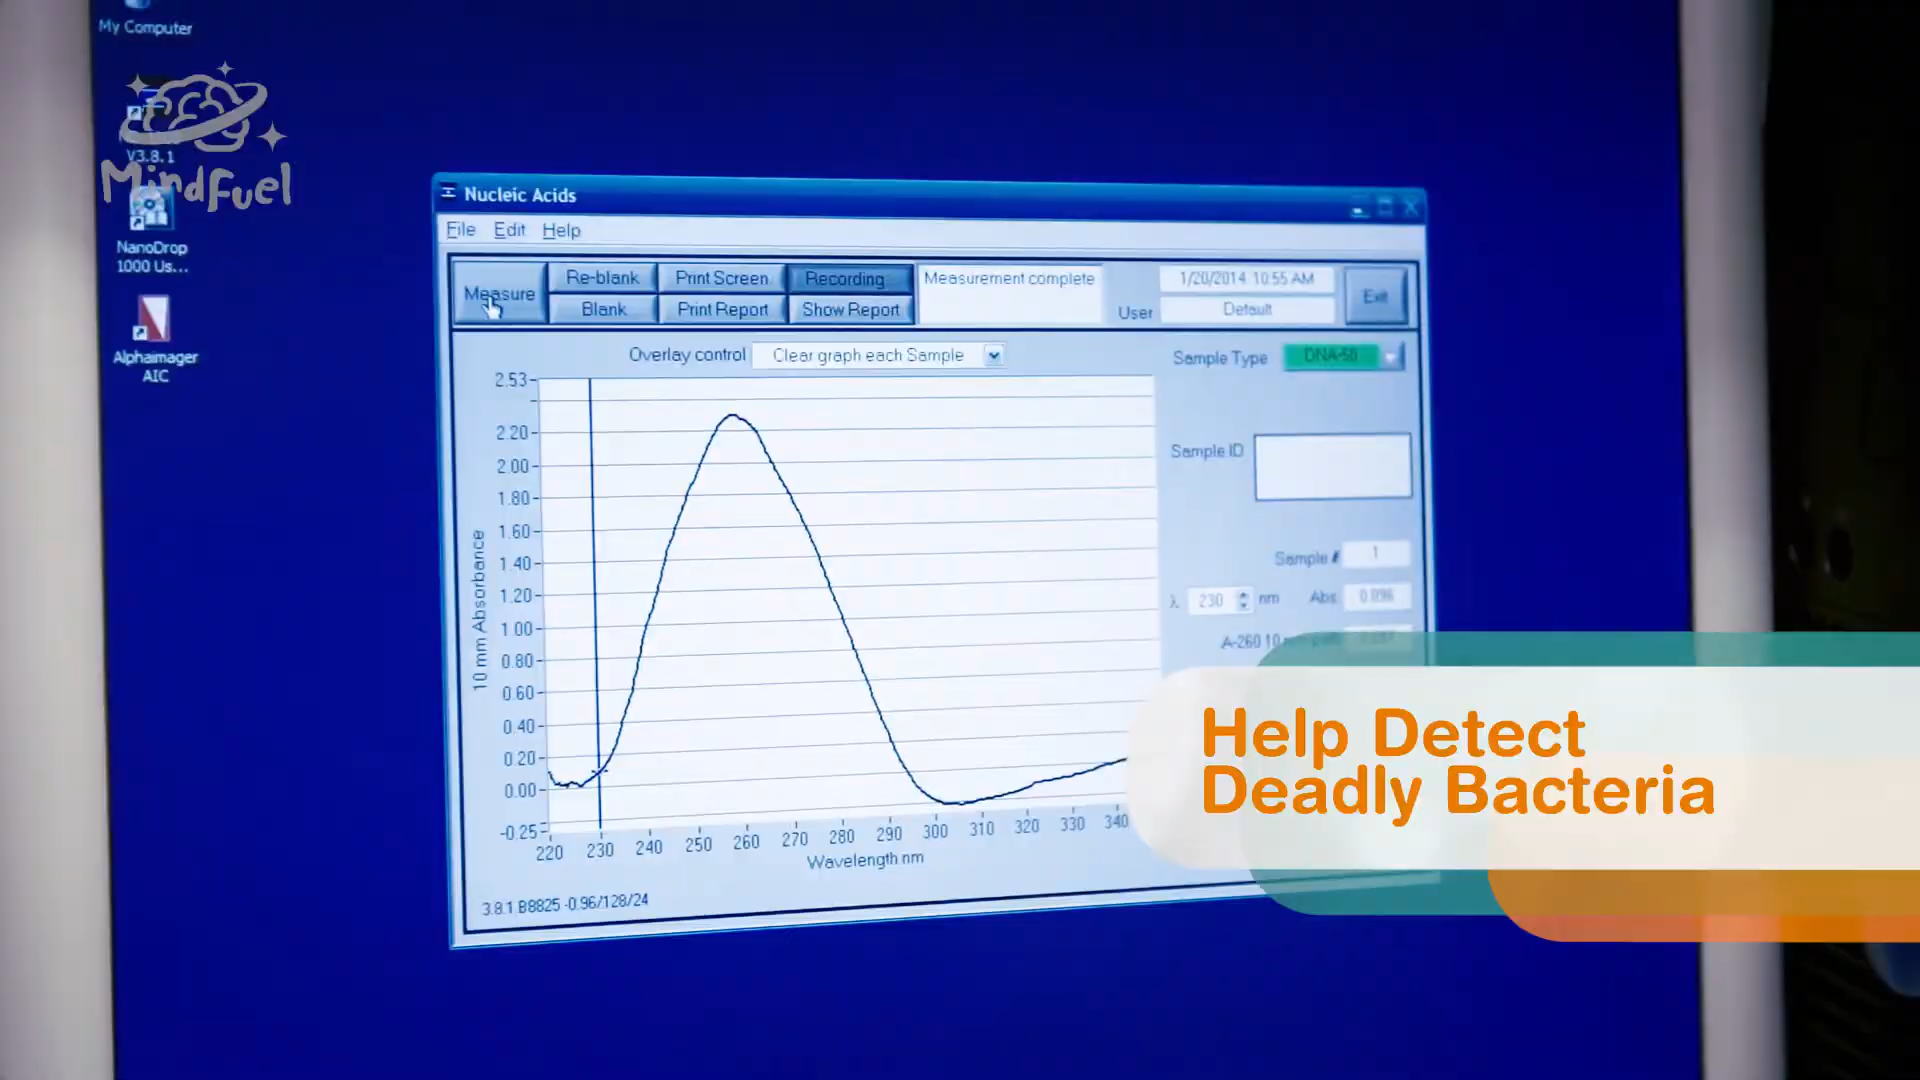 My Computer
V3.8.1
MindFuel
NanoDrop
1000 Us...
Alphaimager
AIC
Nucleic Acids
File Edit Help
Measure
Re-blank
Print Screen
Recording
Measurement complete
1/20/2014 10:55 AM
Exit
Blank
Print Report
Show Report
User
Default
Overlay control
Clear graph each Sample
Sample Type
DNA-50
Sample ID
Sample # 1
λ 230 nm Abs 0.096
A-260 10
10 mm Absorbance
2.53
2.20
2.00
1.80
1.60
1.40
1.20
1.00
0.80
0.60
0.40
0.20
0.00
-0.25
220 230 240 250 260 270 280 290 300 310 320 330 340
Wavelength nm
3.8.1 B8825 -0.96/128/24
Help Detect
Deadly Bacteria